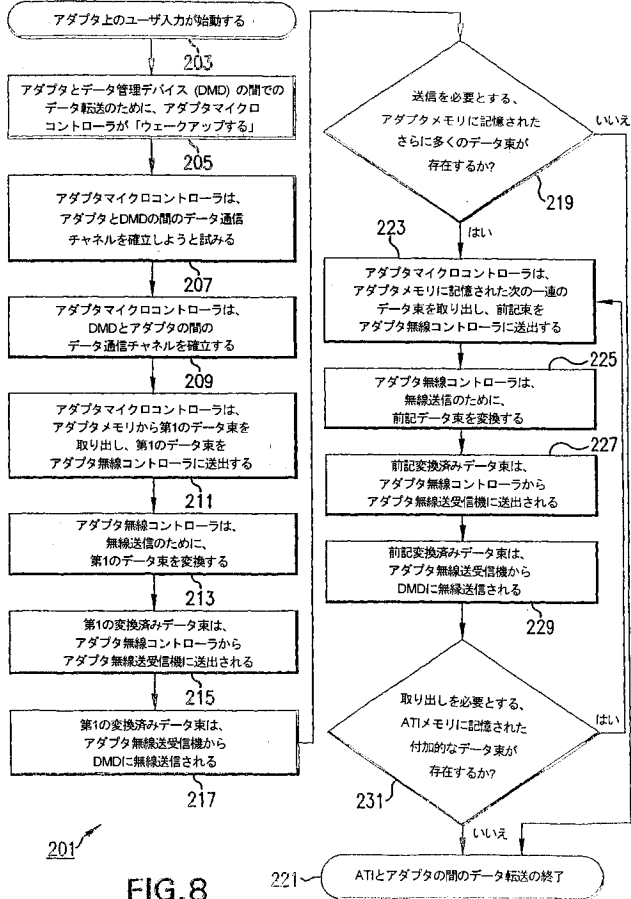 アダプタ上のユーザ入力が始動する
203
アダプタとデータ管理デバイス (DMD) の間での
データ転送のために、アダプタマイクロ
コントローラが「ウェークアップする」
205
アダプタマイクロコントローラは、
アダプタとDMDの間のデータ通信
チャネルを確立しようと試みる
207
アダプタマイクロコントローラは、
DMDとアダプタの間の
データ通信チャネルを確立する
209
アダプタマイクロコントローラは、
アダプタメモリから第1のデータ束を
取り出し、第1のデータ束を
アダプタ無線コントローラに送出する
211
アダプタ無線コントローラは、
無線送信のために、
第1のデータ束を変換する
213
第1の変換済みデータ束は、
アダプタ無線コントローラから
アダプタ無線送受信機に送出される
215
第1の変換済みデータ束は、
アダプタ無線送受信機から
DMDに無線送信される
217
201
FIG.8
送信を必要とする、
アダプタメモリに記憶された
さらに多くのデータ束が
存在するか?
いいえ
219
はい
223
アダプタマイクロコントローラは、
アダプタメモリに記憶された次の一連の
データ束を取り出し、前記束を
アダプタ無線コントローラに送出する
225
アダプタ無線コントローラは、
無線送信のために、
前記データ束を変換する
227
前記変換済みデータ束は、
アダプタ無線コントローラから
アダプタ無線送受信機に送出される
前記変換済みデータ束は、
アダプタ無線送受信機から
DMDに無線送信される
229
取り出しを必要とする、
ATIメモリに記憶された
付加的なデータ束が
存在するか?
はい
231
いいえ
221
ATIとアダプタの間のデータ転送の終了